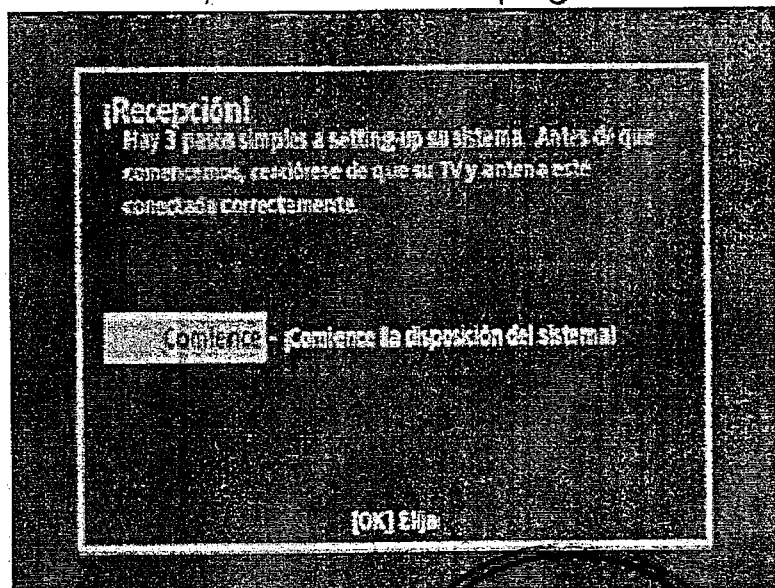 ¡Recepción!
Hay 3 pasos simples a setting-up su sistema. Antes de que
comencemos, cerciórese de que su TV y antena esté
conectada correctamente.
Comience - ¡Comience la disposición del sistema!
[OK] Elija